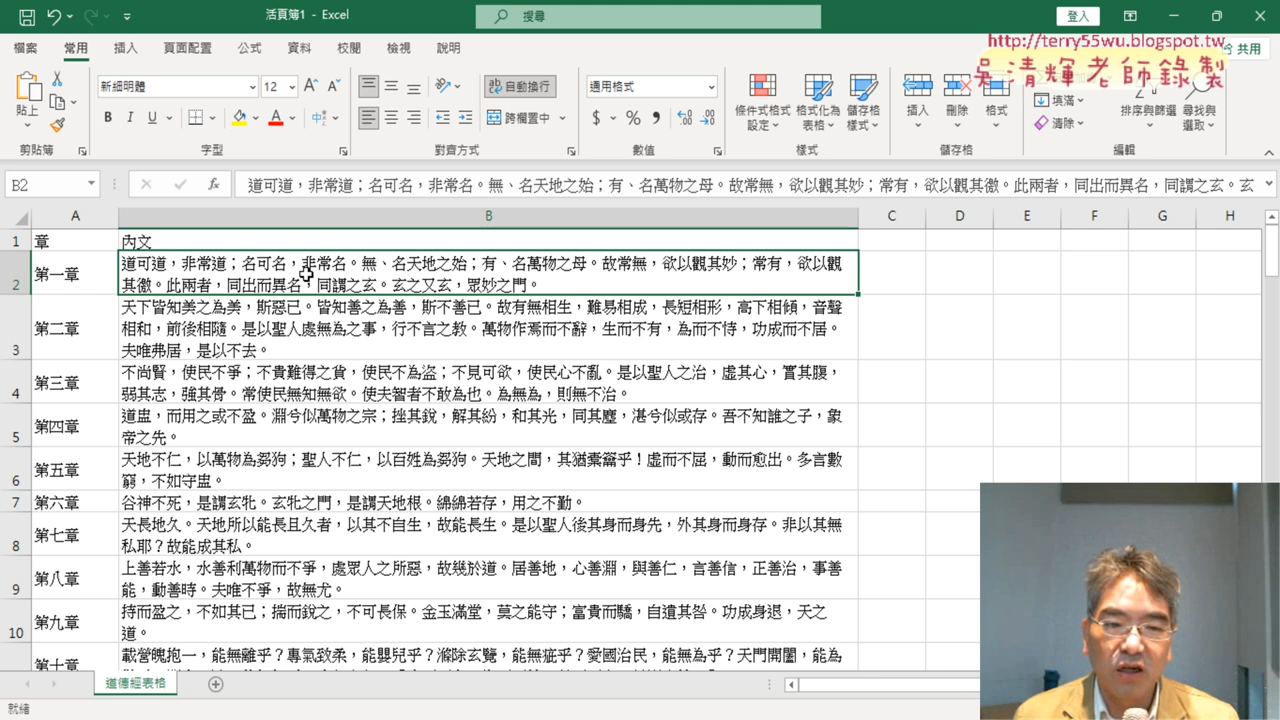 活頁簿1 - Excel
搜尋
登入
http://terry55wu.blogspot.tw
吳清輝老師錄製
檔案 常用 插入 頁面配置 公式 資料 校閱 檢視 說明
共用
貼上
新細明體 12
自動換行
通用格式
B I U
跨欄置中
$ %
條件式格式設定
格式化為表格
儲存格樣式
插入 刪除 格式
填滿
清除
排序與篩選
尋找與選取
剪貼簿 字型 對齊方式 數值 樣式 儲存格 編輯
B2
fx
道可道，非常道；名可名，非常名。無、名天地之始；有、名萬物之母。故常無，欲以觀其妙；常有，欲以觀其徼。此兩者，同出而異名，同謂之玄。玄
A B C D E F G H
1 章 內文
2 第一章 道可道，非常道；名可名，非常名。無、名天地之始；有、名萬物之母。故常無，欲以觀其妙；常有，欲以觀
其徼。此兩者，同出而異名，同謂之玄。玄之又玄，眾妙之門。
3 第二章 天下皆知美之為美，斯惡已。皆知善之為善，斯不善已。故有無相生，難易相成，長短相形，高下相傾，音聲
相和，前後相隨。是以聖人處無為之事，行不言之教。萬物作焉而不辭，生而不有，為而不恃，功成而不居。
夫唯弗居，是以不去。
4 第三章 不尚賢，使民不爭；不貴難得之貨，使民不為盜；不見可欲，使民心不亂。是以聖人之治，虛其心，實其腹，
弱其志，強其骨。常使民無知無欲。使夫智者不敢為也。為無為，則無不治。
5 第四章 道盅，而用之或不盈。淵兮似萬物之宗；挫其銳，解其紛，和其光，同其塵，湛兮似或存。吾不知誰之子，象
帝之先。
6 第五章 天地不仁，以萬物為芻狗；聖人不仁，以百姓為芻狗。天地之間，其猶橐籥乎！虛而不屈，動而愈出。多言數
窮，不如守盅。
7 第六章 谷神不死，是謂玄牝。玄牝之門，是謂天地根。綿綿若存，用之不勤。
8 第七章 天長地久。天地所以能長且久者，以其不自生，故能長生。是以聖人後其身而身先，外其身而身存。非以其無
私耶？故能成其私。
9 第八章 上善若水，水善利萬物而不爭，處眾人之所惡，故幾於道。居善地，心善淵，與善仁，言善信，正善治，事善
能，動善時。夫唯不爭，故無尤。
10 第九章 持而盈之，不如其已；揣而銳之，不可長保。金玉滿堂，莫之能守；富貴而驕，自遺其咎。功成身退，天之
道。
第十章 載營魄抱一，能無離乎？專氣致柔，能嬰兒乎？滌除玄覽，能無疵乎？愛國治民，能無為乎？天門開闔，能為
道德經表格
就緒